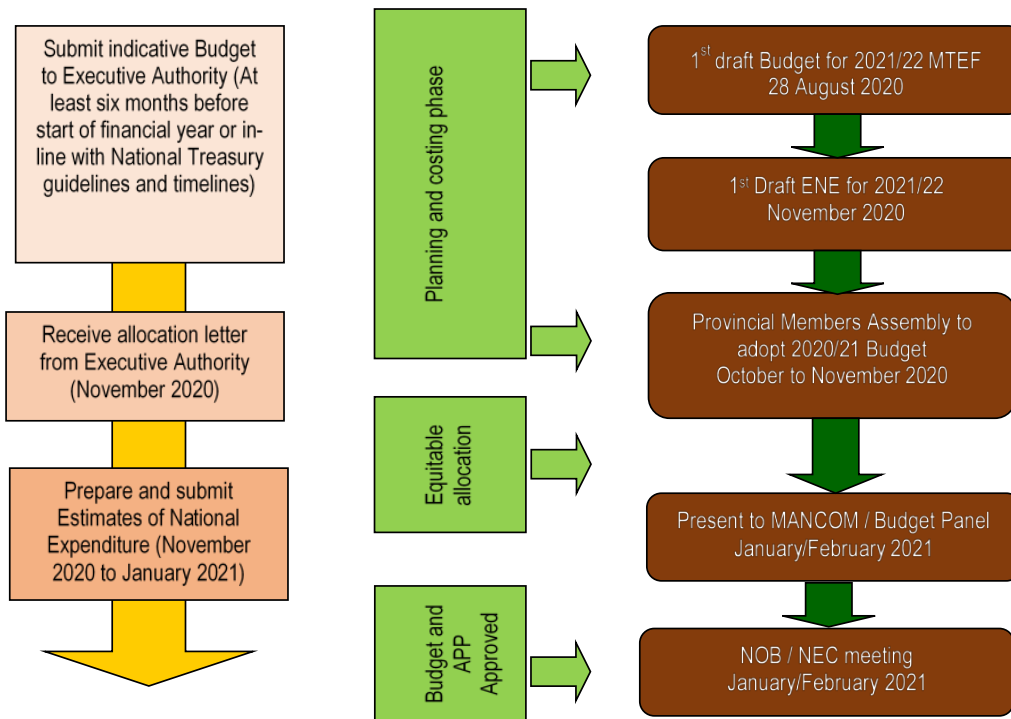 Submit indicative Budget
to Executive Authority (At
least six months before
start of financial year or in-
line with National Treasury
guidelines and timelines)
Receive allocation letter
from Executive Authority
(November 2020)
Prepare and submit
Estimates of National
Expenditure (November
2020 to January 2021)
Planning and costing phase
Equitable
allocation
Budget and
APP
Approved
1st draft Budget for 2021/22 MTEF
28 August 2020
1st Draft ENE for 2021/22
November 2020
Provincial Members Assembly to
adopt 2020/21 Budget
October to November 2020
Present to MANCOM / Budget Panel
January/February 2021
NOB / NEC meeting
January/February 2021